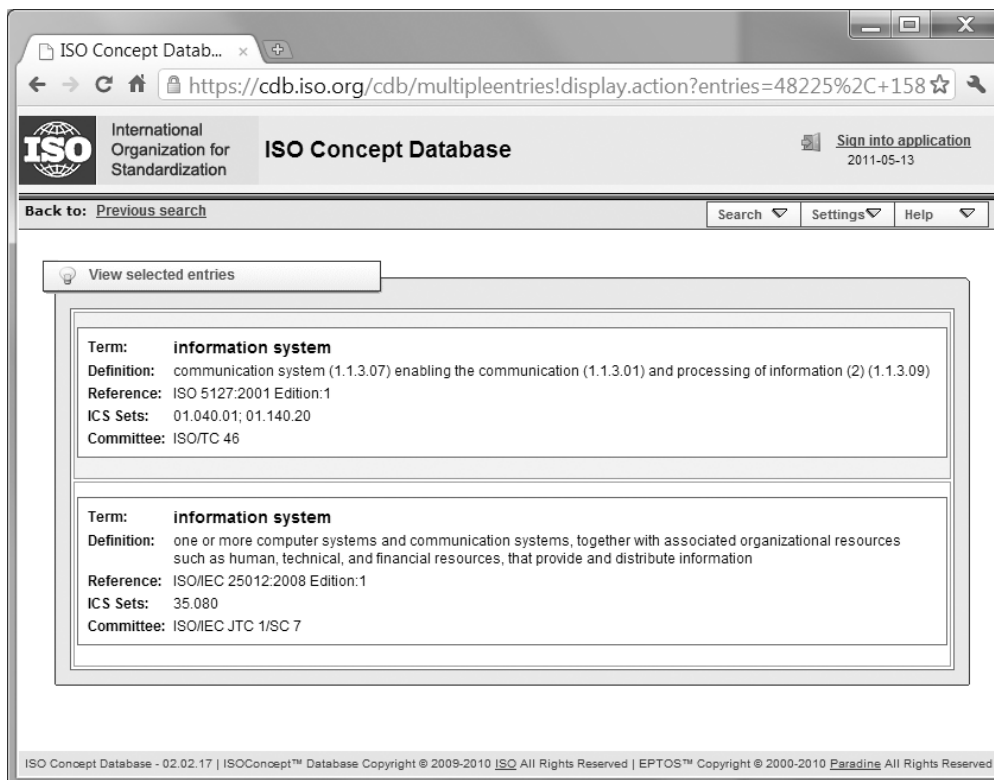 ISO Concept Datab...
https://cdb.iso.org/cdb/multipleentries!display.action?entries=48225%2C+158
ISO
International
Organization for
Standardization
ISO Concept Database
Sign into application
2011-05-13
Back to: Previous search
Search Settings Help
View selected entries
Term: information system
Definition: communication system (1.1.3.07) enabling the communication (1.1.3.01) and processing of information (2) (1.1.3.09)
Reference: ISO 5127:2001 Edition:1
ICS Sets: 01.040.01; 01.140.20
Committee: ISO/TC 46
Term: information system
Definition: one or more computer systems and communication systems, together with associated organizational resources
such as human, technical, and financial resources, that provide and distribute information
Reference: ISO/IEC 25012:2008 Edition:1
ICS Sets: 35.080
Committee: ISO/IEC JTC 1/SC 7
ISO Concept Database - 02.02.17 | ISOConcept™ Database Copyright © 2009-2010 ISO All Rights Reserved | EPTOS™ Copyright © 2000-2010 Paradine All Rights Reserved